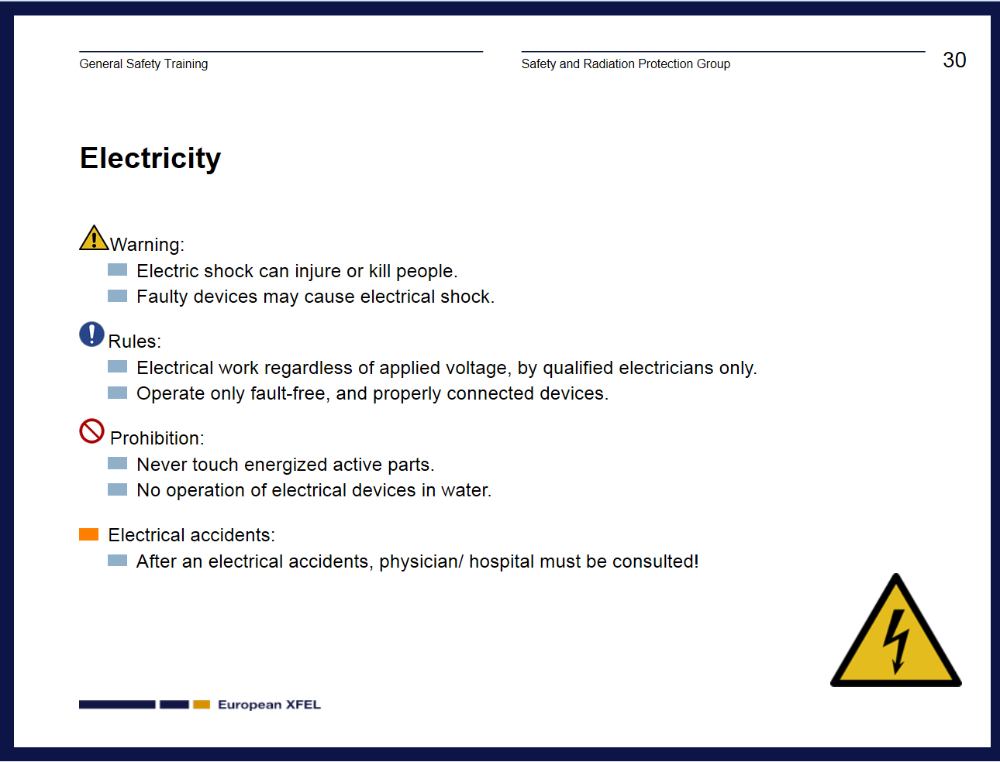 General Safety Training
Safety and Radiation Protection Group
30
Electricity
Warning:
Electric shock can injure or kill people.
Faulty devices may cause electrical shock.
Rules:
Electrical work regardless of applied voltage, by qualified electricians only.
Operate only fault-free, and properly connected devices.
Prohibition:
Never touch energized active parts.
No operation of electrical devices in water.
Electrical accidents:
After an electrical accidents, physician/ hospital must be consulted!
European XFEL